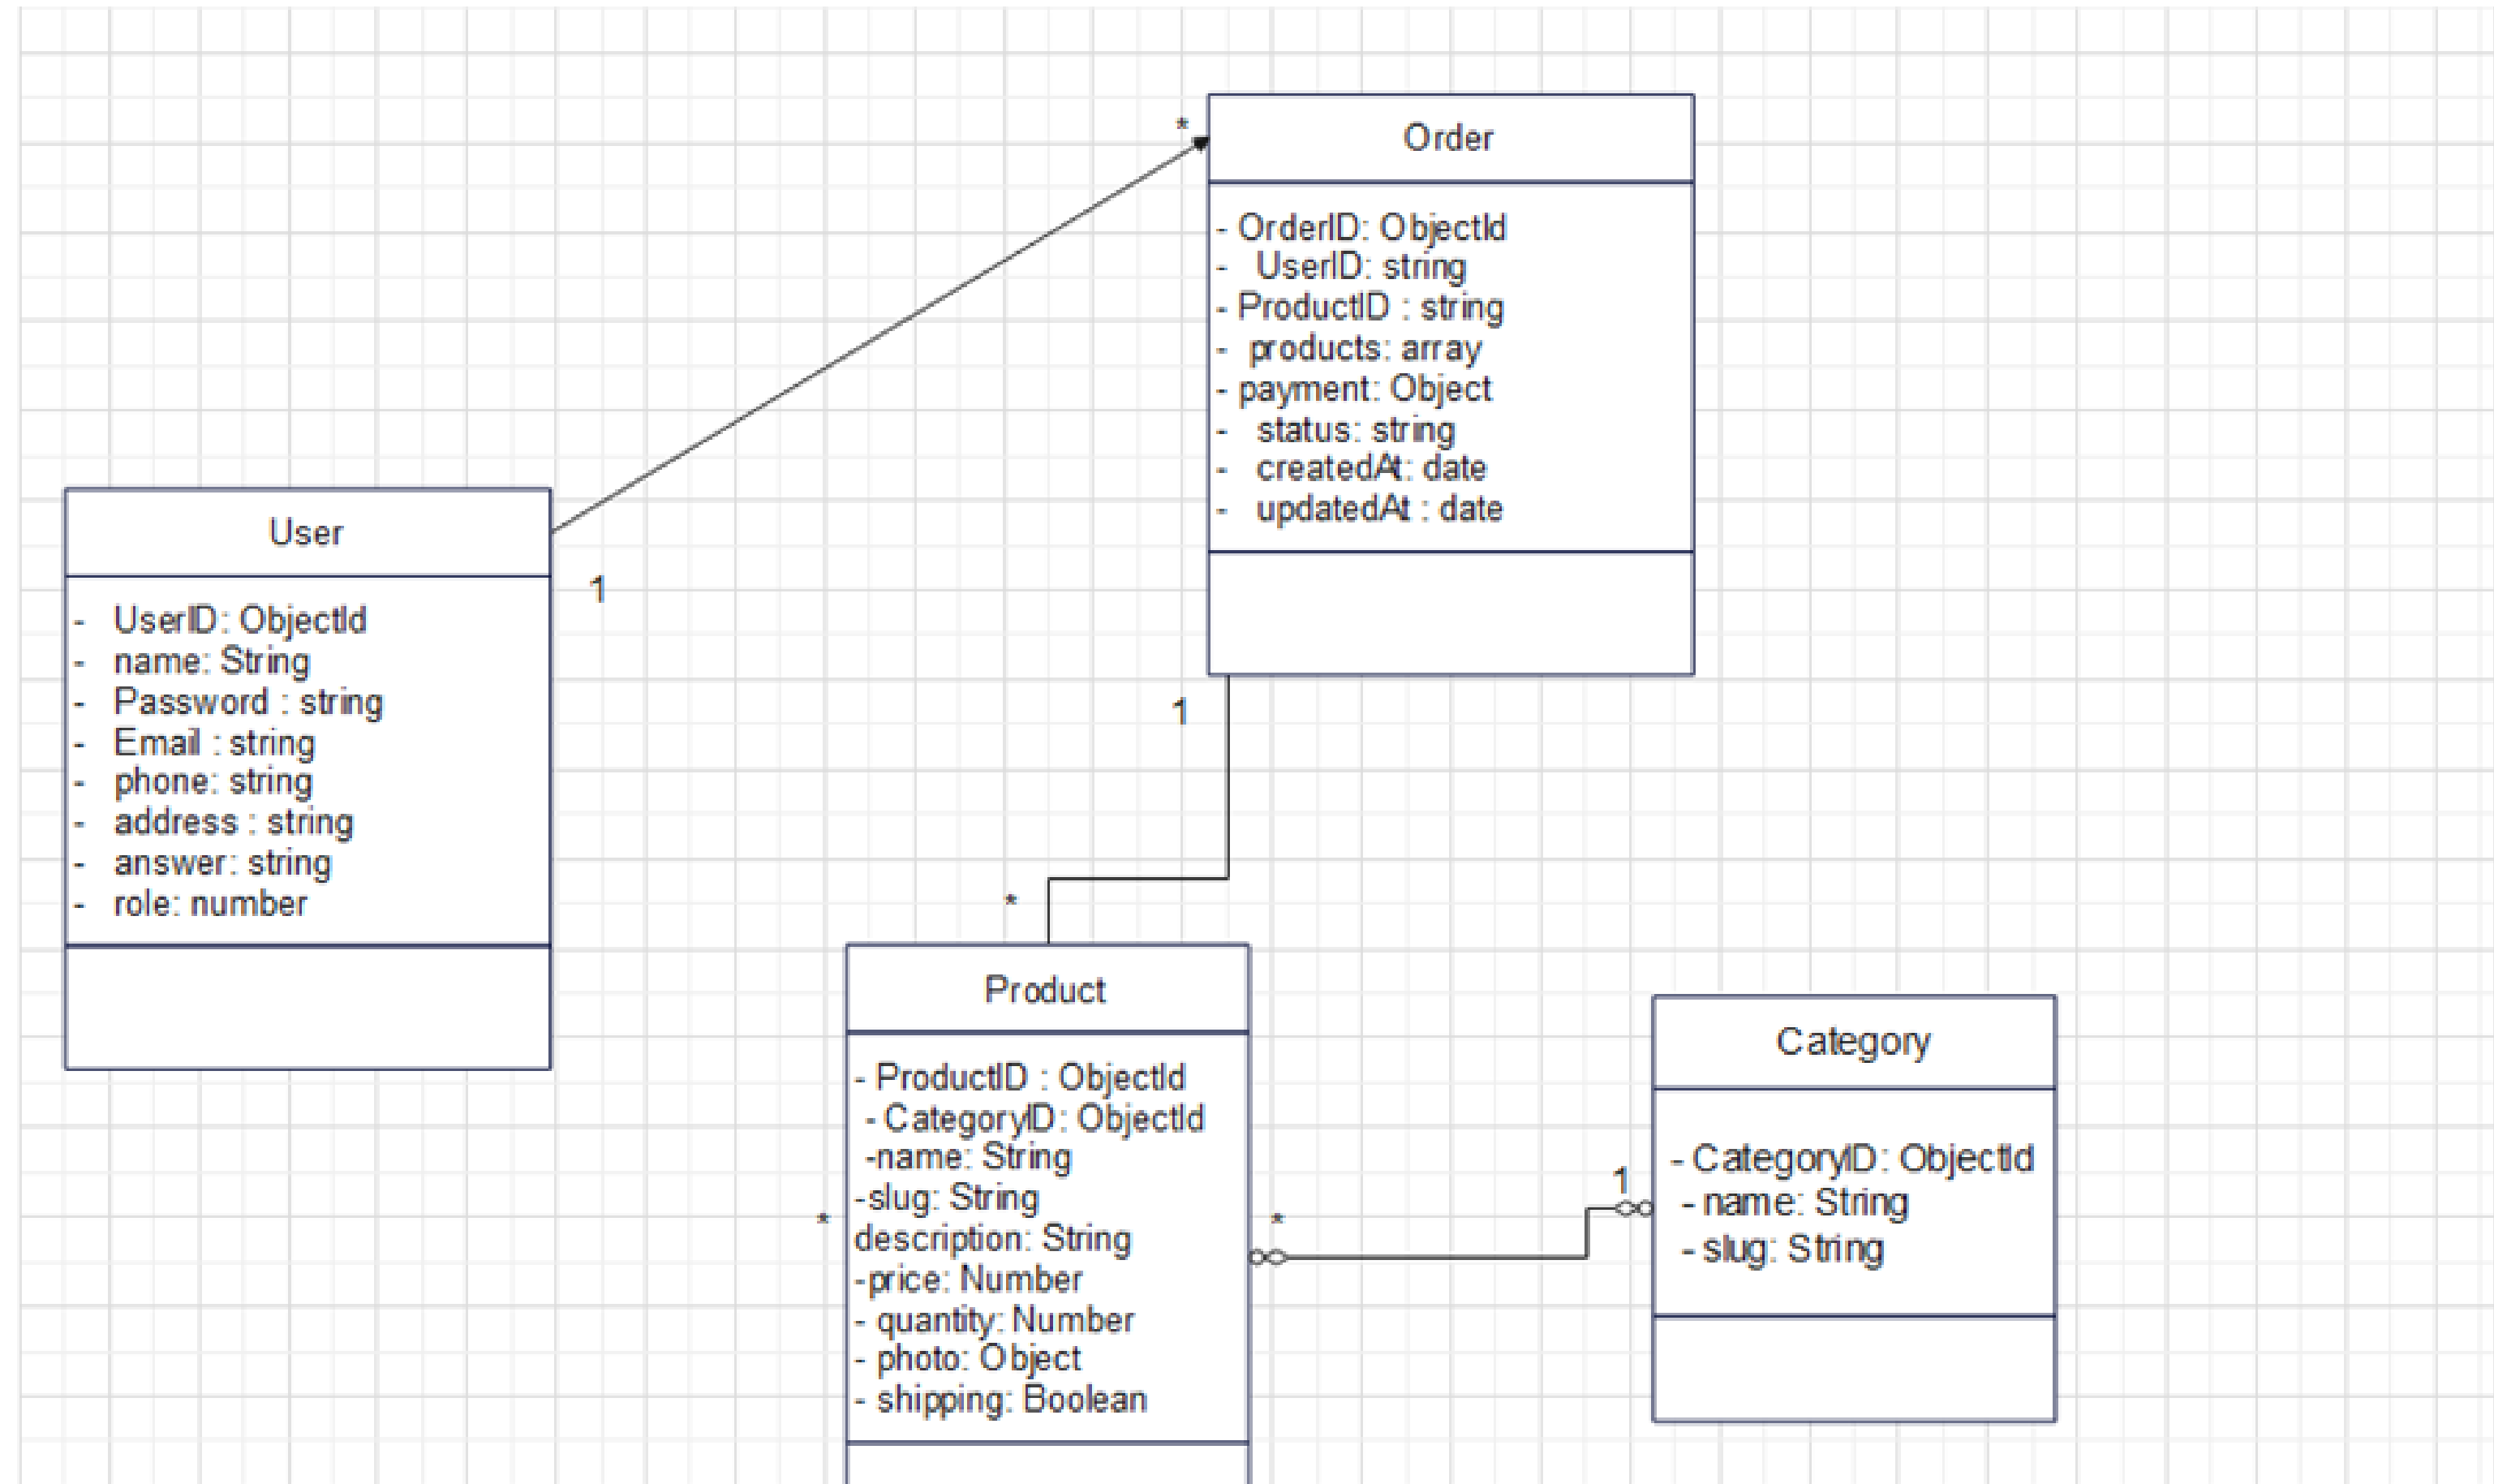 *
Order
- OrderID: ObjectId
- UserID: string
- ProductID : string
- products: array
- payment: Object
- status: string
- createdAt: date
- updatedAt : date
User
1
- UserID: ObjectId
- name: String
- Password : string
- Email : string
- phone: string
- address : string
- answer: string
- role: number
1
*
Product
- ProductID : ObjectId
- CategoryID: ObjectId
-name: String
-slug: String
description: String
-price: Number
- quantity: Number
- photo: Object
- shipping: Boolean
*
*
1
Category
- CategoryID: ObjectId
- name: String
- slug: String